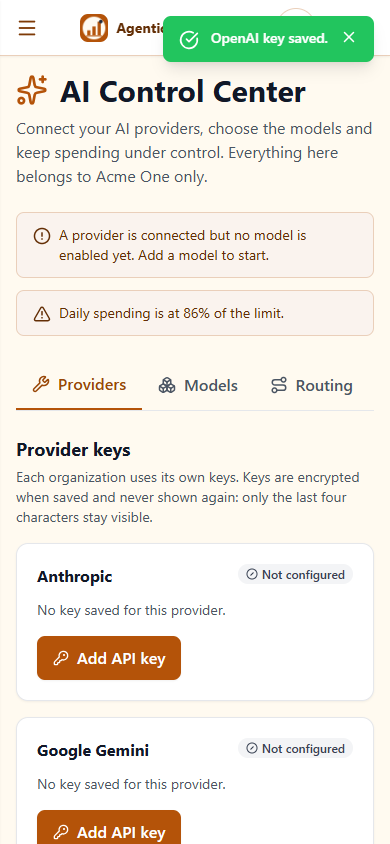 OpenAI key saved.
AI Control Center
Connect your AI providers, choose the models and
keep spending under control. Everything here
belongs to Acme One only.
A provider is connected but no model is
enabled yet. Add a model to start.
Daily spending is at 86% of the limit.
Providers
Models
Routing
Provider keys
Each organization uses its own keys. Keys are encrypted
when saved and never shown again: only the last four
characters stay visible.
Anthropic
Not configured
No key saved for this provider.
Add API key
Google Gemini
Not configured
No key saved for this provider.
Add API key